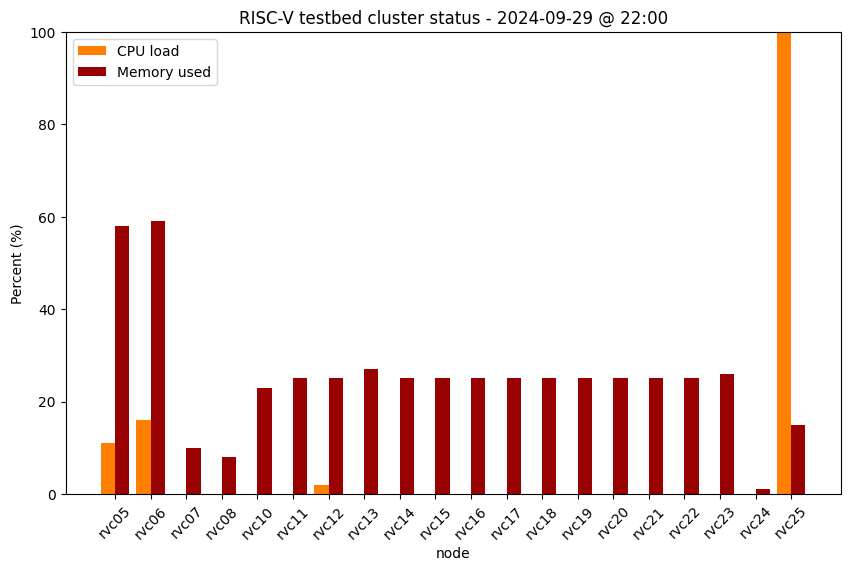 RISC-V testbed cluster status - 2024-09-29 @ 22:00
CPU load
Memory used
Percent (%)
100
80
60
40
20
0
rvc05
rvc06
rvc07
rvc08
rvc10
rvc11
rvc12
rvc13
rvc14
rvc15
rvc16
rvc17
rvc18
rvc19
rvc20
rvc21
rvc22
rvc23
rvc24
rvc25
node